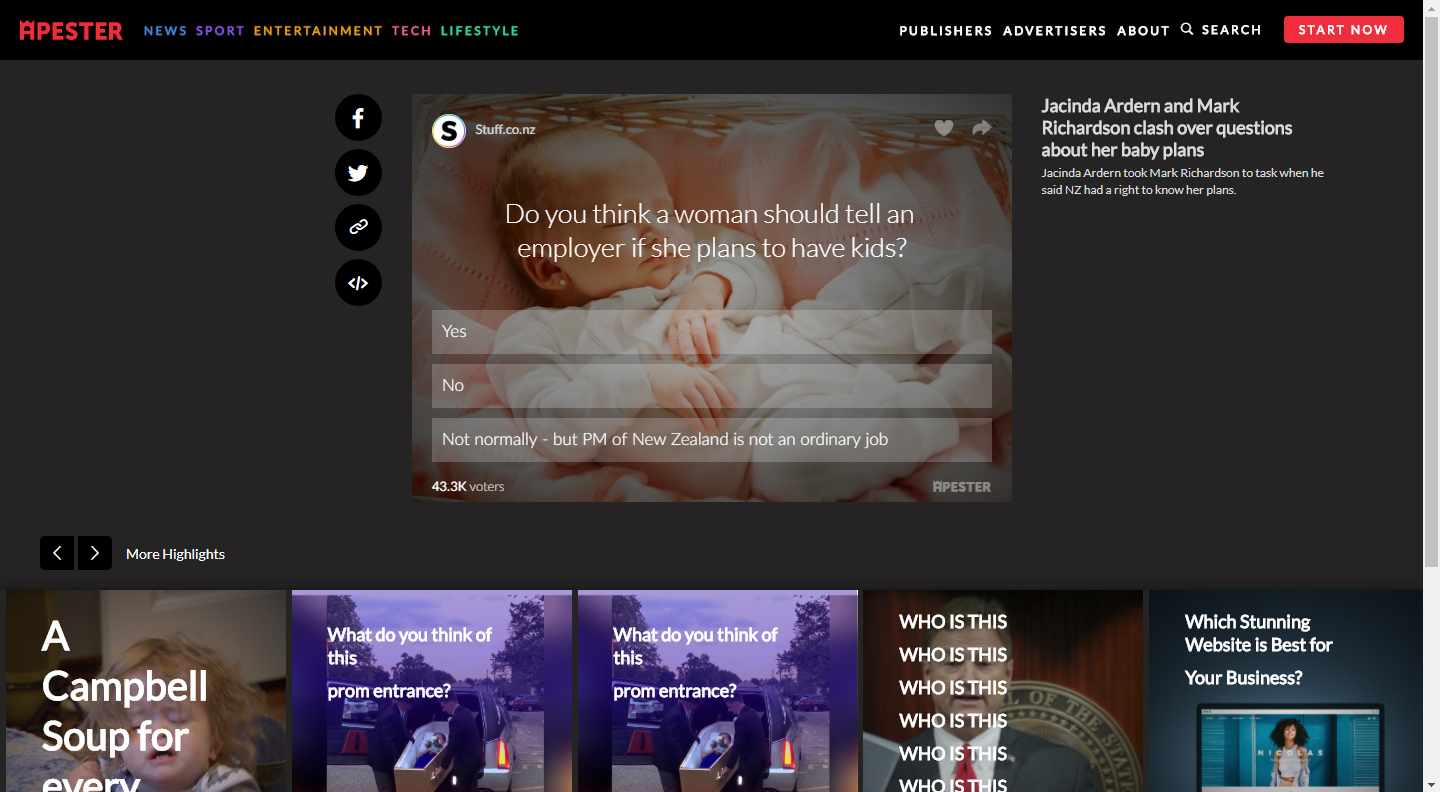 APESTER NEWS SPORT ENTERTAINMENT TECH LIFESTYLE PUBLISHERS ADVERTISERS ABOUT SEARCH START NOW
S Stuff.co.nz
Do you think a woman should tell an
employer if she plans to have kids?
Yes
No
Not normally - but PM of New Zealand is not an ordinary job
43.3K voters
APESTER
Jacinda Ardern and Mark
Richardson clash over questions
about her baby plans
Jacinda Ardern took Mark Richardson to task when he
said NZ had a right to know her plans.
More Highlights
A
Campbell
Soup for
every
What do you think of
this
prom entrance?
What do you think of
this
prom entrance?
WHO IS THIS
WHO IS THIS
WHO IS THIS
WHO IS THIS
WHO IS THIS
WHO IS THIS
Which Stunning
Website is Best for
Your Business?
NICOLAS